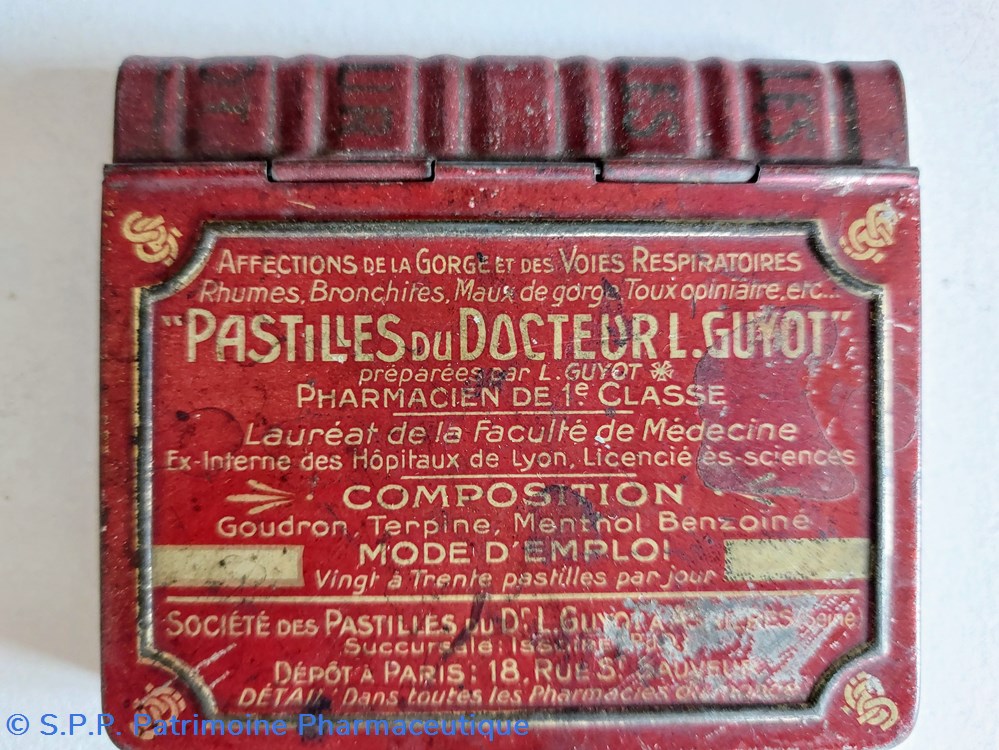 AFFECTIONS DE LA GORGE ET DES VOIES RESPIRATOIRES
Rhumes, Bronchites, Maux de gorge, Toux opiniâtre, etc...
"PASTILLES DU DOCTEUR L. GUYOT"
préparées par L. GUYOT
PHARMACIEN DE 1e CLASSE
Lauréat de la Faculté de Médecine
Ex-Interne des Hôpitaux de Lyon, Licencié ès-sciences
COMPOSITION
Goudron, Terpine, Menthol Benzoïné
MODE D'EMPLOI
Vingt à Trente pastilles par jour
SOCIÉTÉ DES PASTILLES DU Dr L. GUYOT À (Seine)
Succursale:
DÉPÔT À PARIS: 18, RUE St SAUVEUR
DÉTAIL: Dans toutes les Pharmacies
© S.P.P. Patrimoine Pharmaceutique